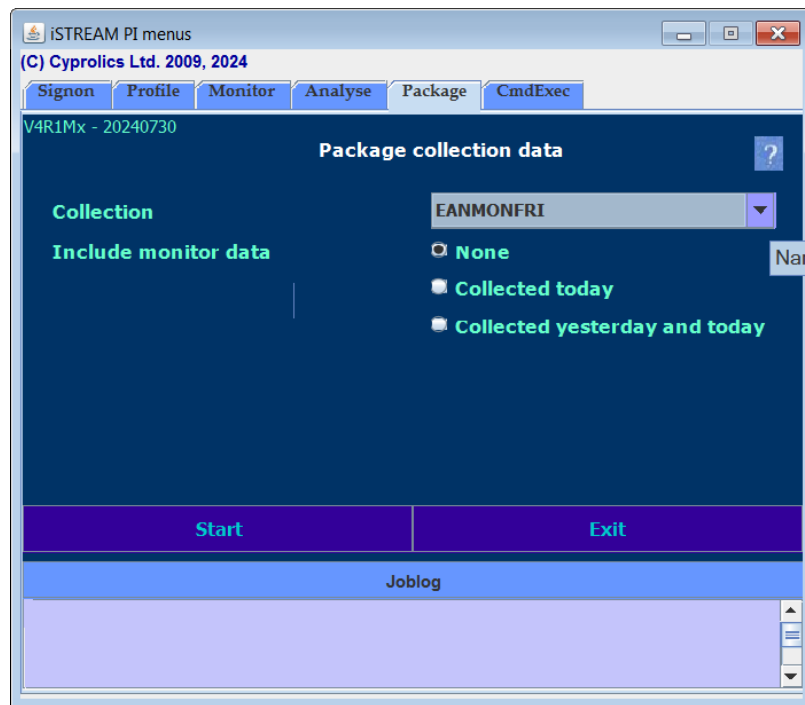 iSTREAM PI menus
(C) Cyprolics Ltd. 2009, 2024
Signon Profile Monitor Analyse Package CmdExec
V4R1Mx - 20240730
Package collection data
?
Collection EANMONFRI
Include monitor data None
Collected today
Collected yesterday and today
Start Exit
Joblog